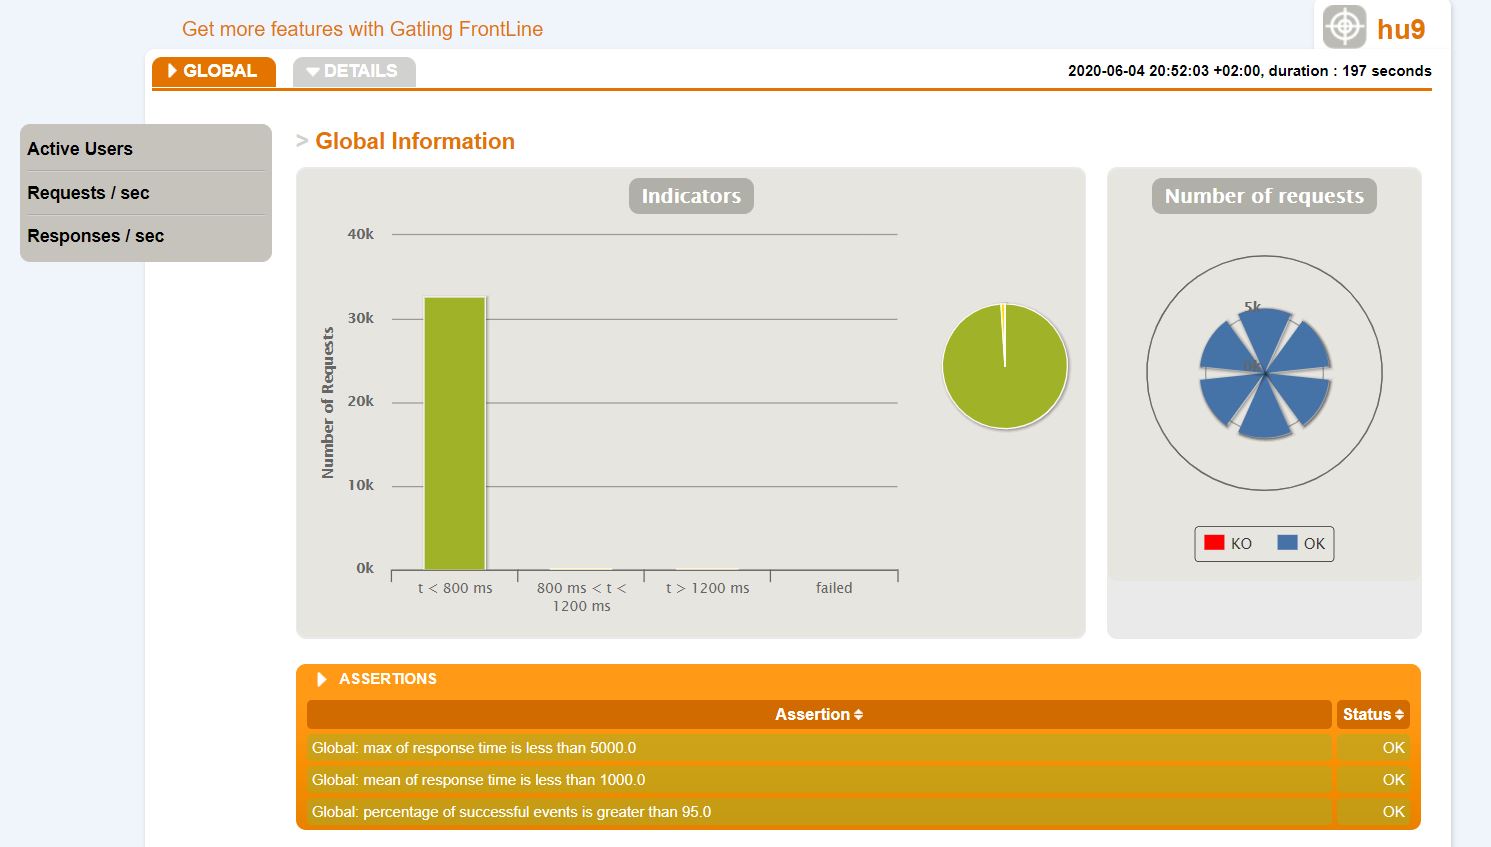 Get more features with Gatling FrontLine
hu9
GLOBAL
DETAILS
2020-06-04 20:52:03 +02:00, duration : 197 seconds
Active Users
Requests / sec
Responses / sec
> Global Information
Indicators
Number of Requests
40k
30k
20k
10k
0k
t < 800 ms
800 ms < t <
1200 ms
t > 1200 ms
failed
Number of requests
5k
0k
KO
OK
ASSERTIONS
Assertion
Status
Global: max of response time is less than 5000.0
OK
Global: mean of response time is less than 1000.0
OK
Global: percentage of successful events is greater than 95.0
OK